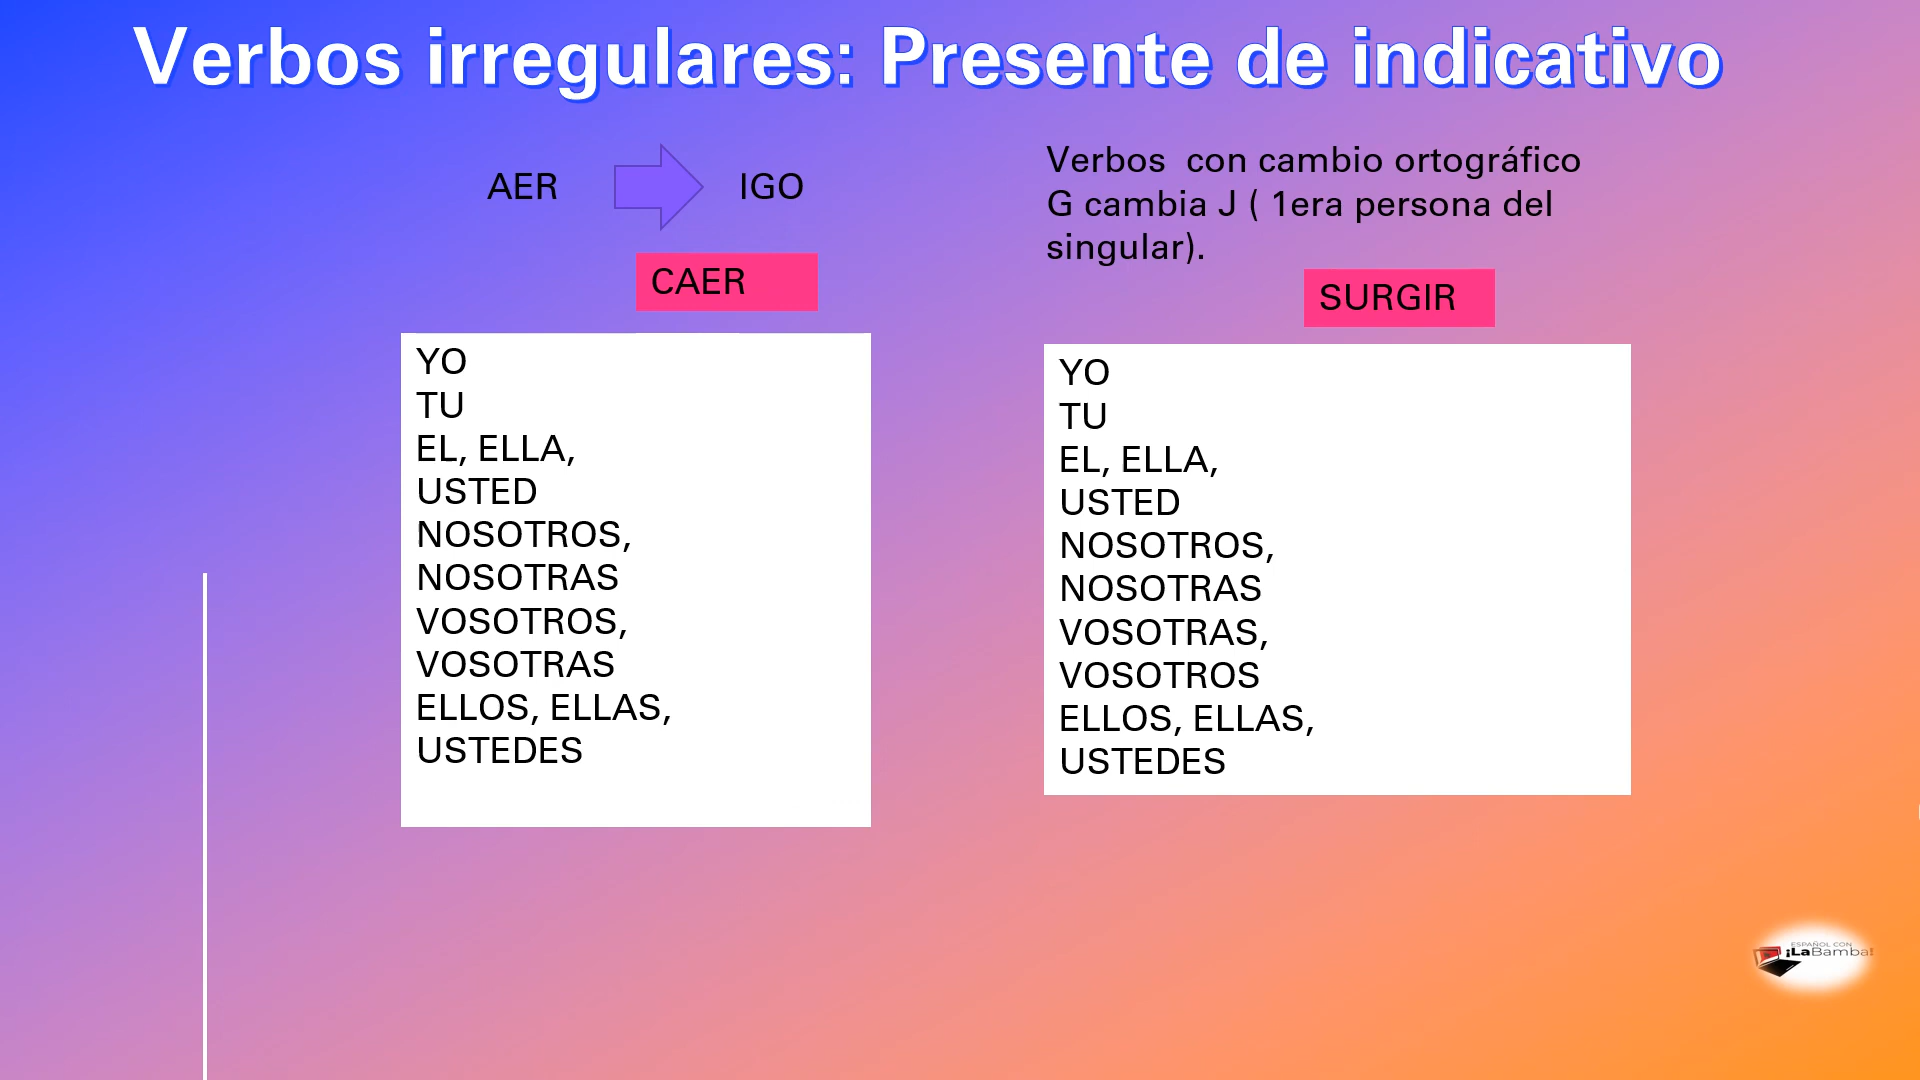 Verbos irregulares: Presente de indicativo
AER IGO
CAER
YO
TU
EL, ELLA,
USTED
NOSOTROS,
NOSOTRAS
VOSOTROS,
VOSOTRAS
ELLOS, ELLAS,
USTEDES
Verbos  con cambio ortográfico
G cambia J ( 1era persona del
singular).
SURGIR
YO
TU
EL, ELLA,
USTED
NOSOTROS,
NOSOTRAS
VOSOTRAS,
VOSOTROS
ELLOS, ELLAS,
USTEDES
ESPAÑOL CON
¡LaBamba!